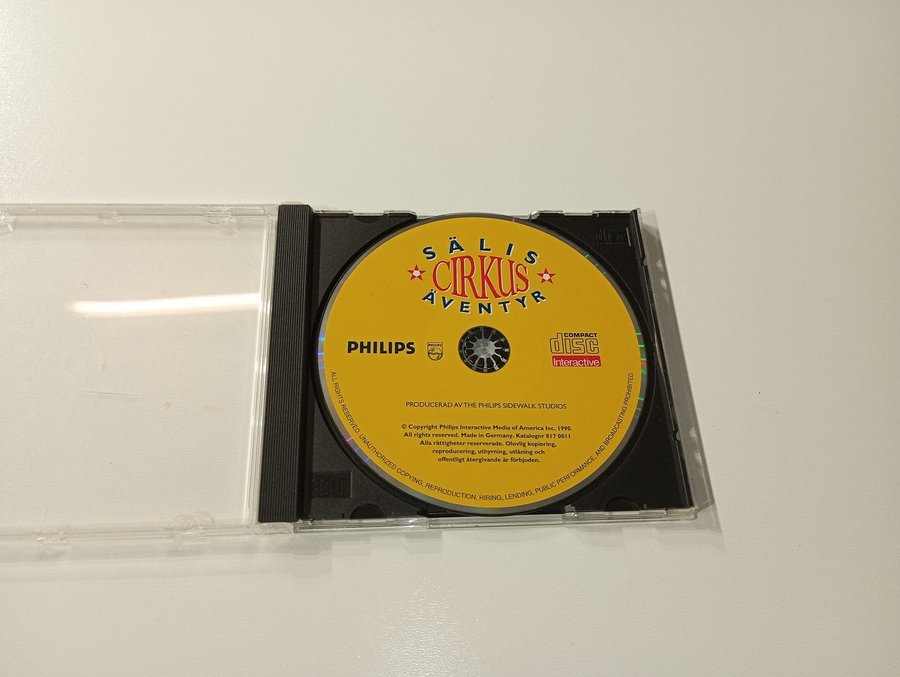 SÄLIS
CIRKUS
ÄVENTYR
PHILIPS
PHILIPS
COMPACT
disc
Interactive
PRODUCERAD AV THE PHILIPS SIDEWALK STUDIOS
© Copyright Philips Interactive Media of America Inc. 1990.
All rights reserved. Made in Germany. Katalognr 817 0011
Alla rättigheter reserverade. Olovlig kopiering,
reproducering, uthyrning, utlåning och
offentligt återgivande är förbjuden.
ALL RIGHTS RESERVED. UNAUTHORIZED COPYING, REPRODUCTION, HIRING, LENDING, PUBLIC PERFORMANCE, AND BROADCASTING PROHIBITED.
disc